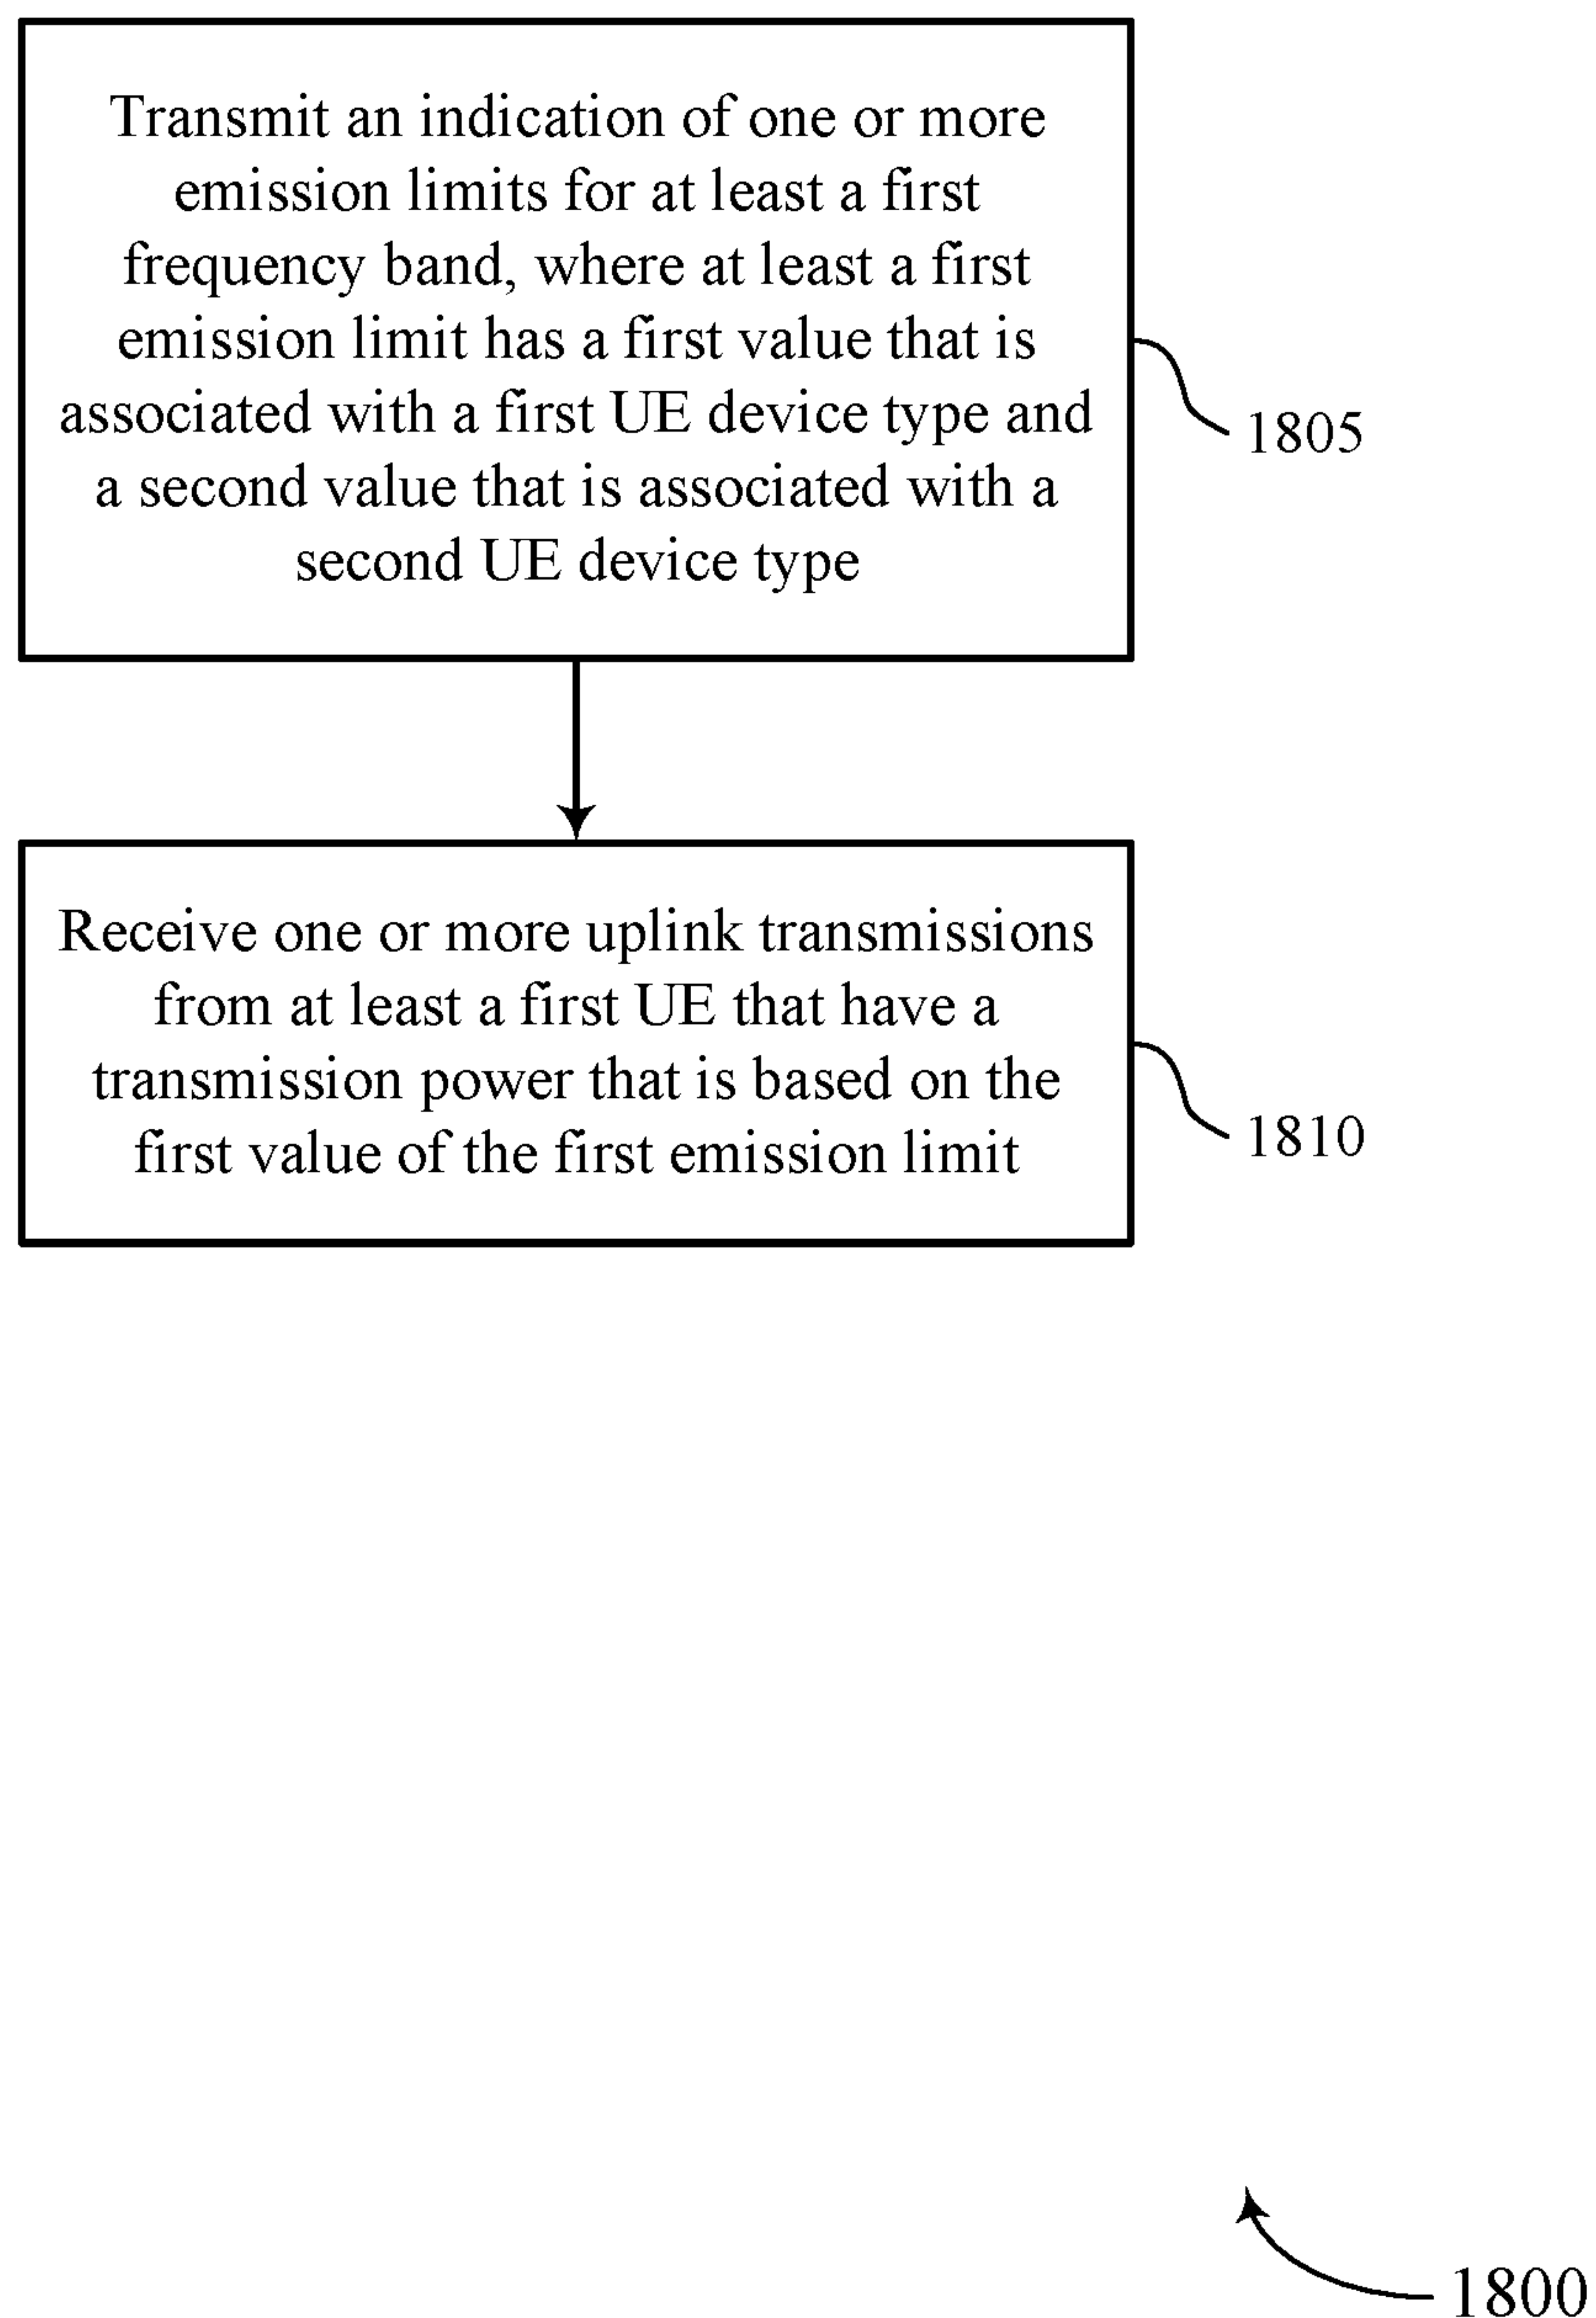 Transmit an indication of one or more
emission limits for at least a first
frequency band, where at least a first
emission limit has a first value that is
associated with a first UE device type and
a second value that is associated with a
second UE device type
1805
Receive one or more uplink transmissions
from at least a first UE that have a
transmission power that is based on the
first value of the first emission limit
1810
1800